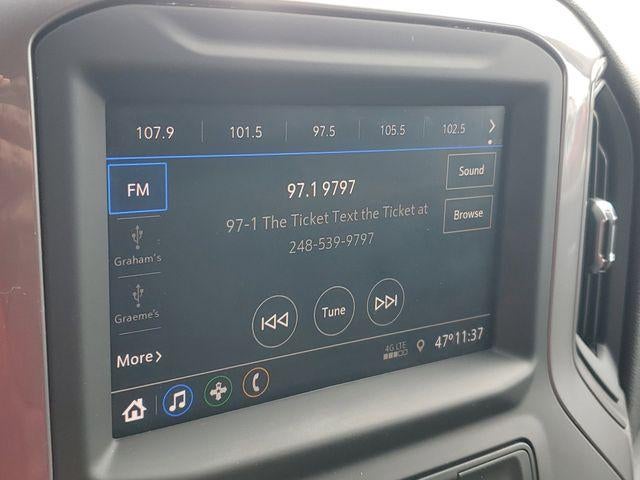 107.9 101.5 97.5 105.5 102.5
FM
97.1 9797
Sound
97-1 The Ticket Text the Ticket at
248-539-9797
Browse
Graham's
Graeme's
Tune
More
4G LTE
47° 11:37